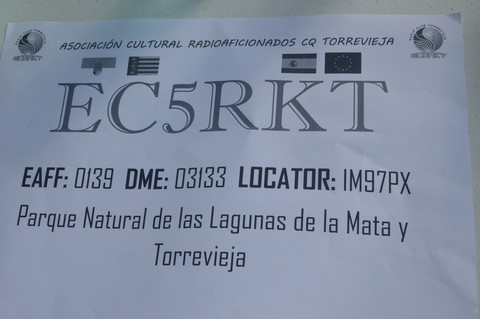 ASOCIACIÓN CULTURAL RADIOAFICIONADOS CQ TORREVIEJA
EC5RKT
EAFF: 0139 DME: 03133 LOCATOR: IM97PX
Parque Natural de las Lagunas de la Mata y
Torrevieja